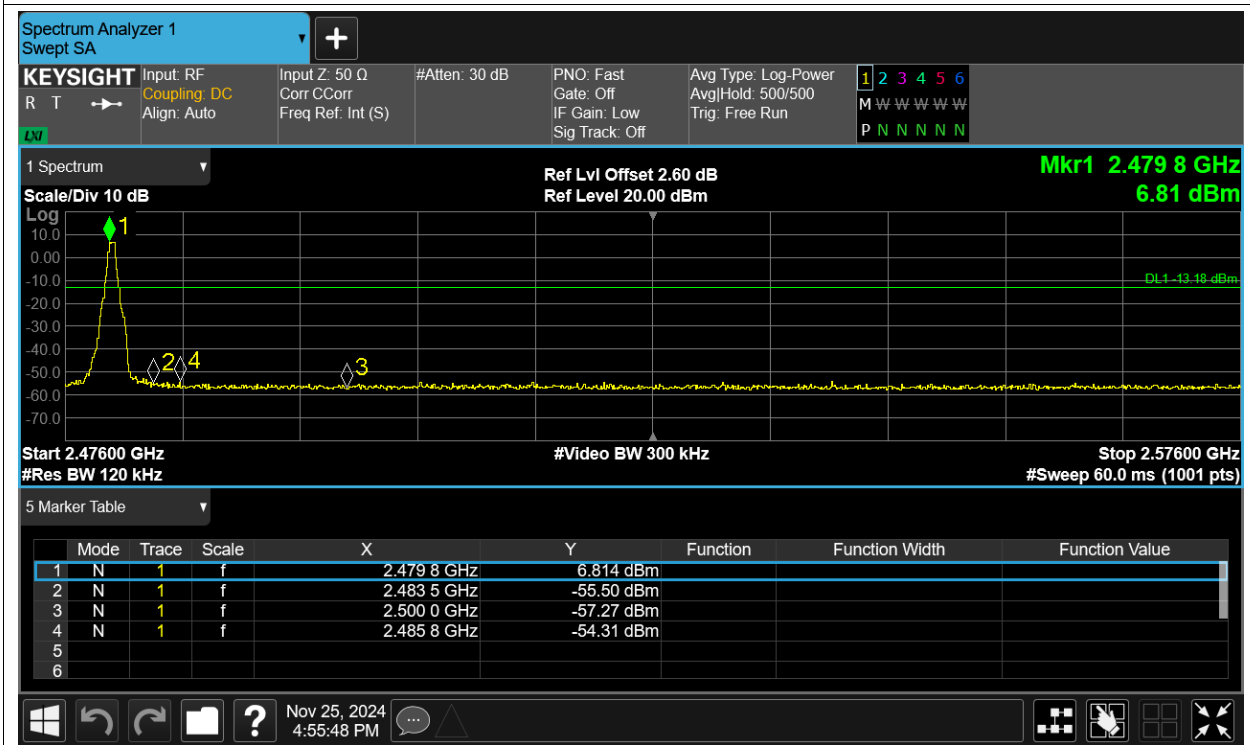 Spectrum Analyzer 1
Swept SA
+
KEYSIGHT Input: RF Input Z: 50 Ω #Atten: 30 dB PNO: Fast Avg Type: Log-Power 1 2 3 4 5 6
R T Coupling: DC Corr CCorr Gate: Off Avg|Hold: 500/500 M W W W W W W
Align: Auto Freq Ref: Int (S) IF Gain: Low Trig: Free Run
LXI Sig Track: Off P N N N N N N
1 Spectrum Ref Lvl Offset 2.60 dB Mkr1 2.479 8 GHz
Scale/Div 10 dB Ref Level 20.00 dBm 6.81 dBm
Log
1
10.0
0.00
-10.0 DL1 -13.18 dBm
-20.0
-30.0
-40.0
2 4 3
-50.0
-60.0
-70.0
Start 2.47600 GHz #Video BW 300 kHz Stop 2.57600 GHz
#Res BW 120 kHz #Sweep 60.0 ms (1001 pts)
5 Marker Table
Mode Trace Scale X Y Function Function Width Function Value
1 N 1 f 2.479 8 GHz 6.814 dBm
2 N 1 f 2.483 5 GHz -55.50 dBm
3 N 1 f 2.500 0 GHz -57.27 dBm
4 N 1 f 2.485 8 GHz -54.31 dBm
5
6
? Nov 25, 2024
4:55:48 PM